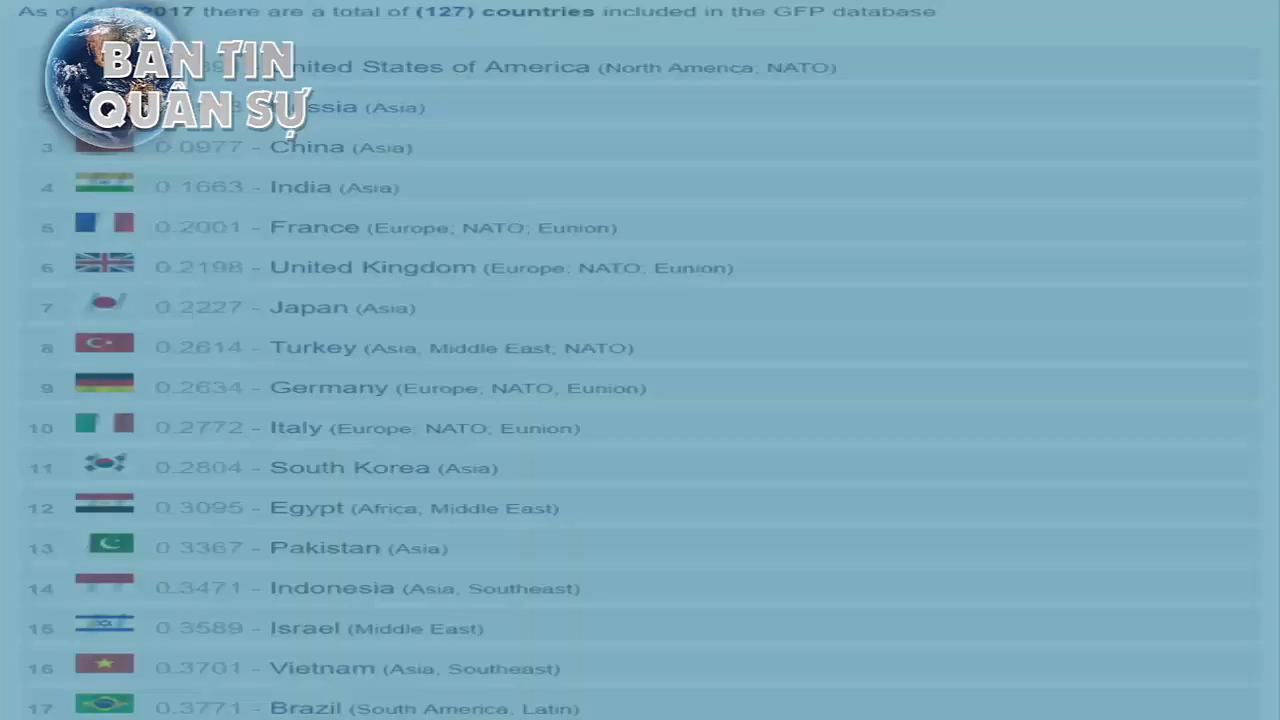 As of 2017 there are a total of (127) countries included in the GFP database
BẢN TIN
QUÂN SỰ
United States of America (North America; NATO)
(Asia)
3 0.0977 - China (Asia)
4 0.1663 - India (Asia)
5 0.2001 - France (Europe; NATO; Eunion)
6 0.2198 - United Kingdom (Europe; NATO, Eunion)
7 0.2227 - Japan (Asia)
8 0.2614 - Turkey (Asia, Middle East, NATO)
9 0.2634 - Germany (Europe; NATO, Eunion)
10 0.2772 - Italy (Europe, NATO, Eunion)
11 0.2804 - South Korea (Asia)
12 0.3095 - Egypt (Africa, Middle East)
13 0.3367 - Pakistan (Asia)
14 0.3471 - Indonesia (Asia, Southeast)
15 0.3589 - Israel (Middle East)
16 0.3701 - Vietnam (Asia, Southeast)
17 0.3771 - Brazil (South America, Latin)